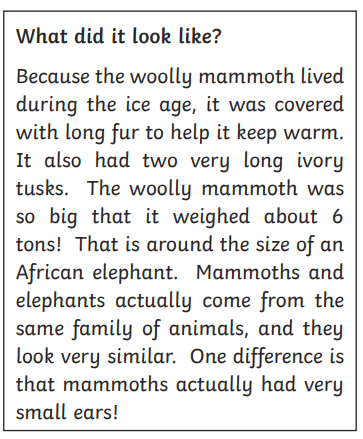 What did it look like?
Because the woolly mammoth lived
during the ice age, it was covered
with long fur to help it keep warm.
It also had two very long ivory
tusks. The woolly mammoth was
so big that it weighed about 6
tons! That is around the size of an
African elephant. Mammoths and
elephants actually come from the
same family of animals, and they
look very similar. One difference is
that mammoths actually had very
small ears!